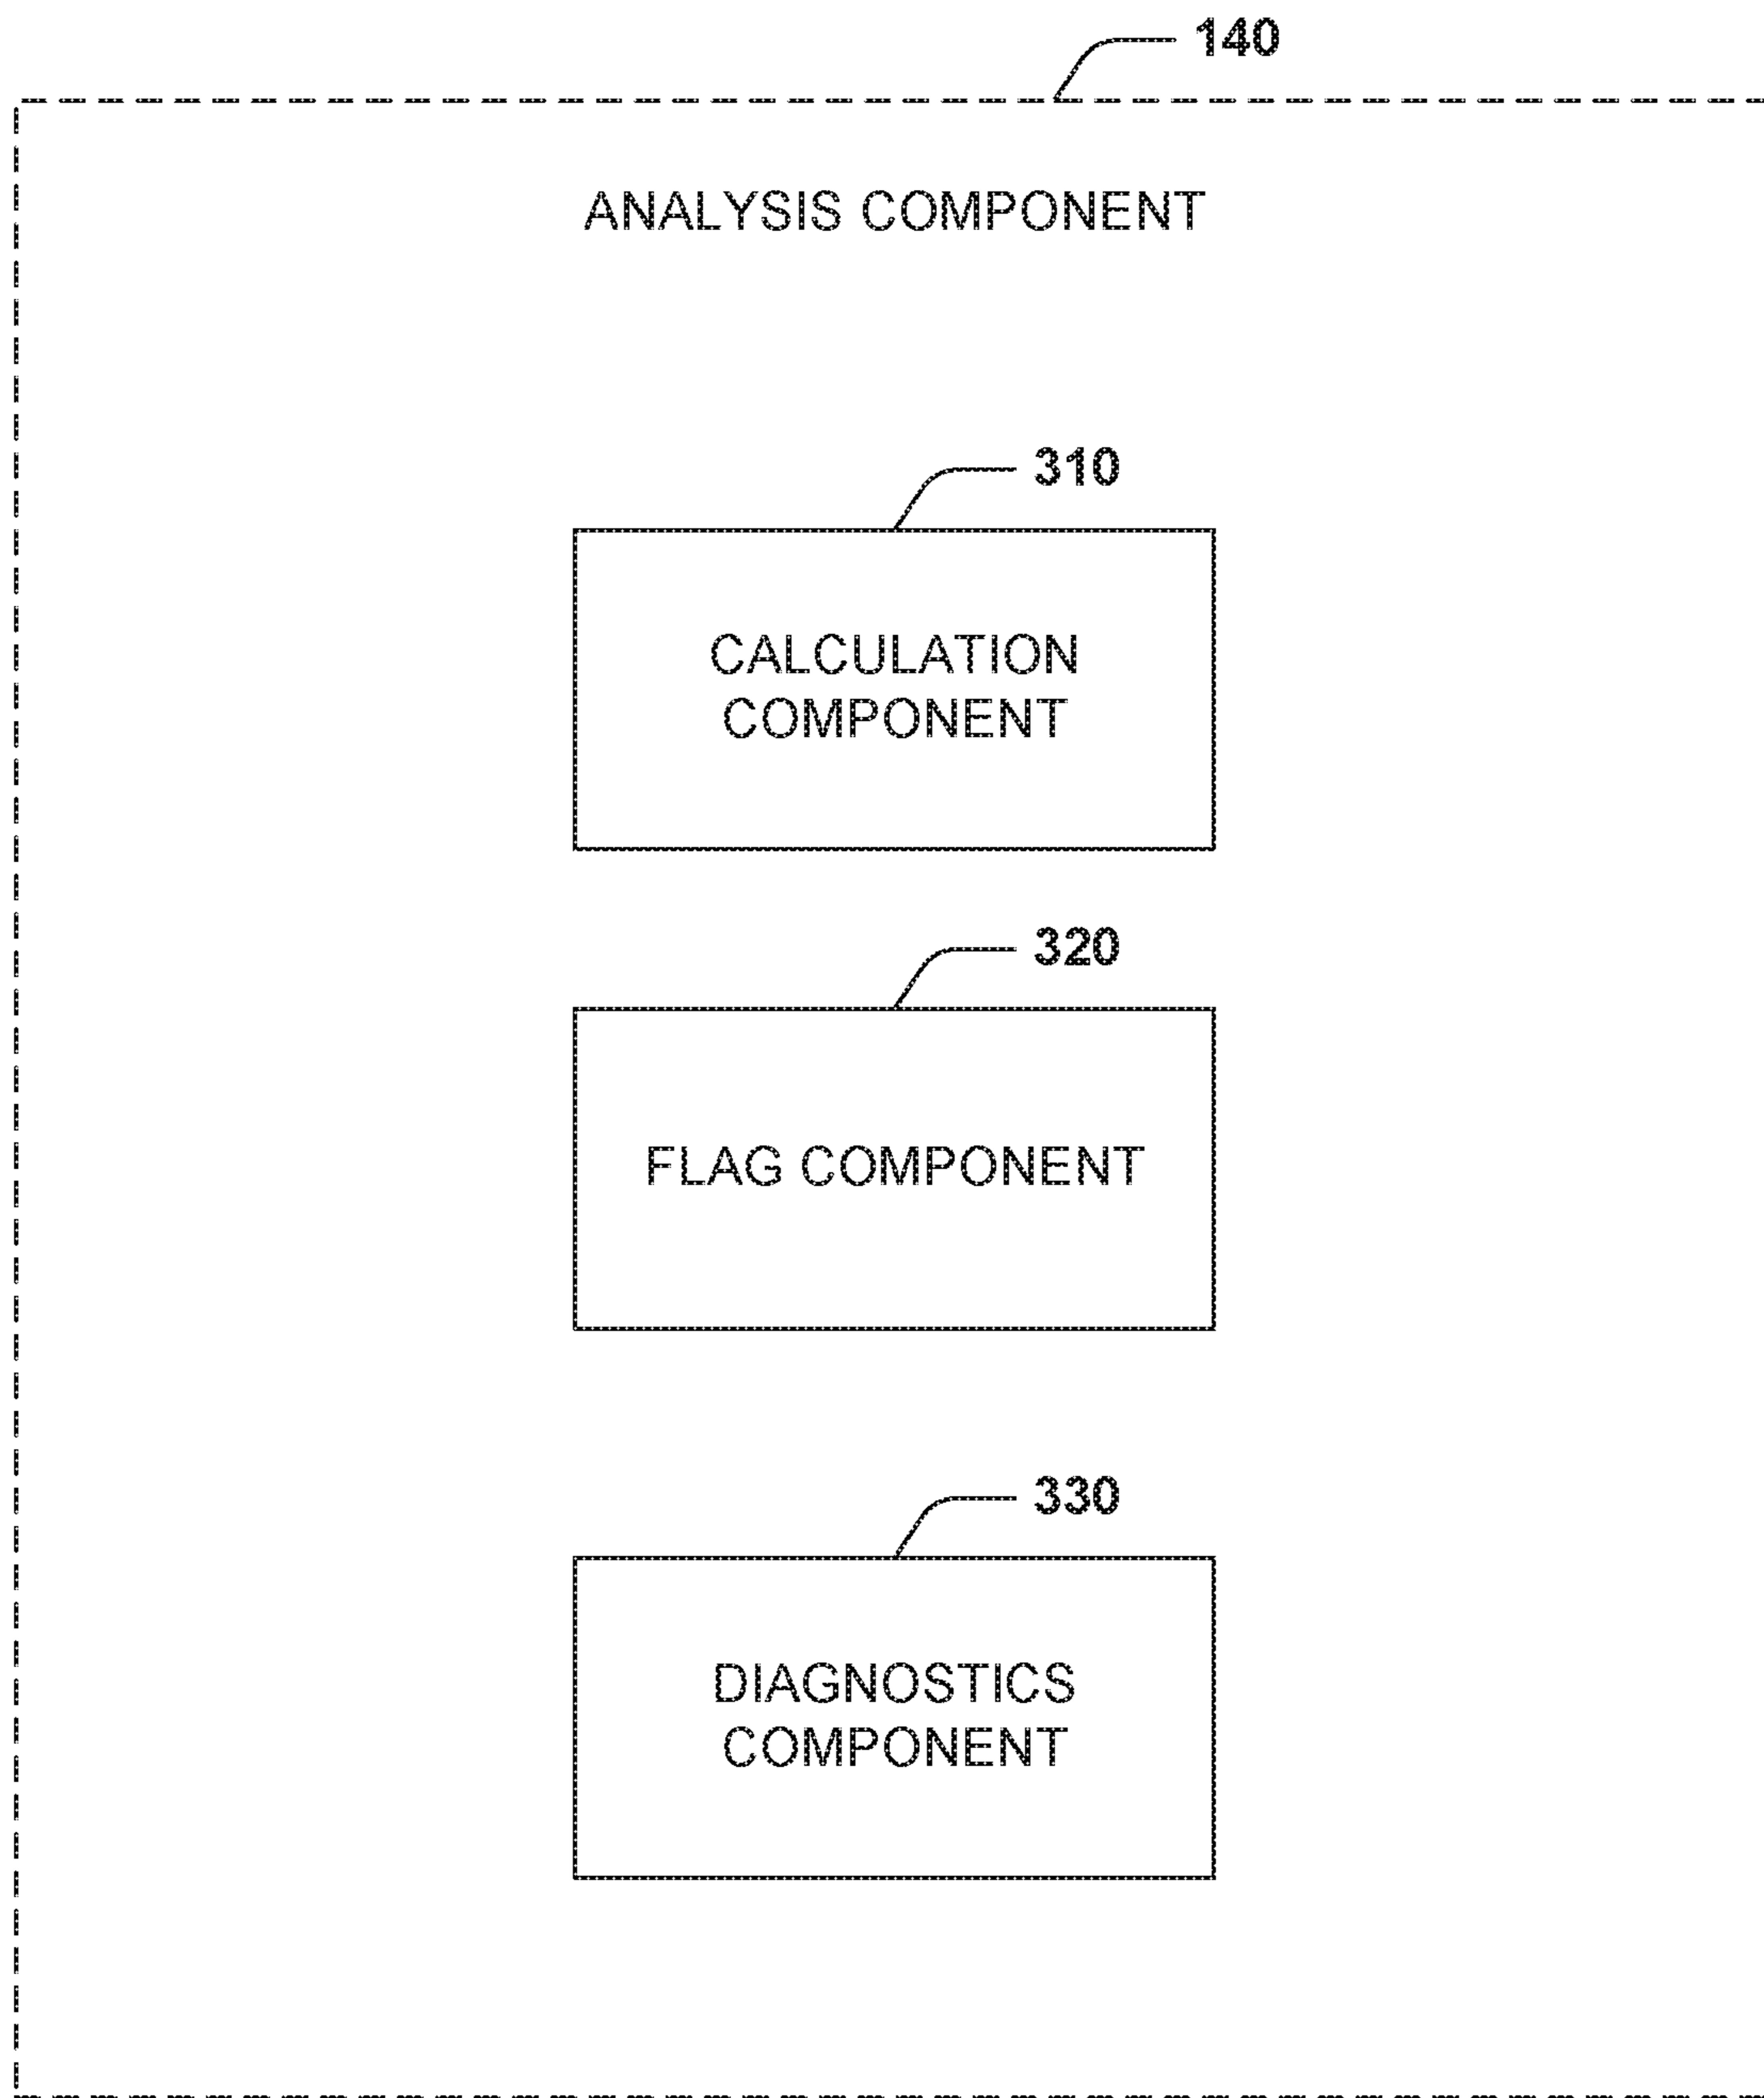 140
ANALYSIS COMPONENT
310
CALCULATION
COMPONENT
320
FLAG COMPONENT
330
DIAGNOSTICS
COMPONENT